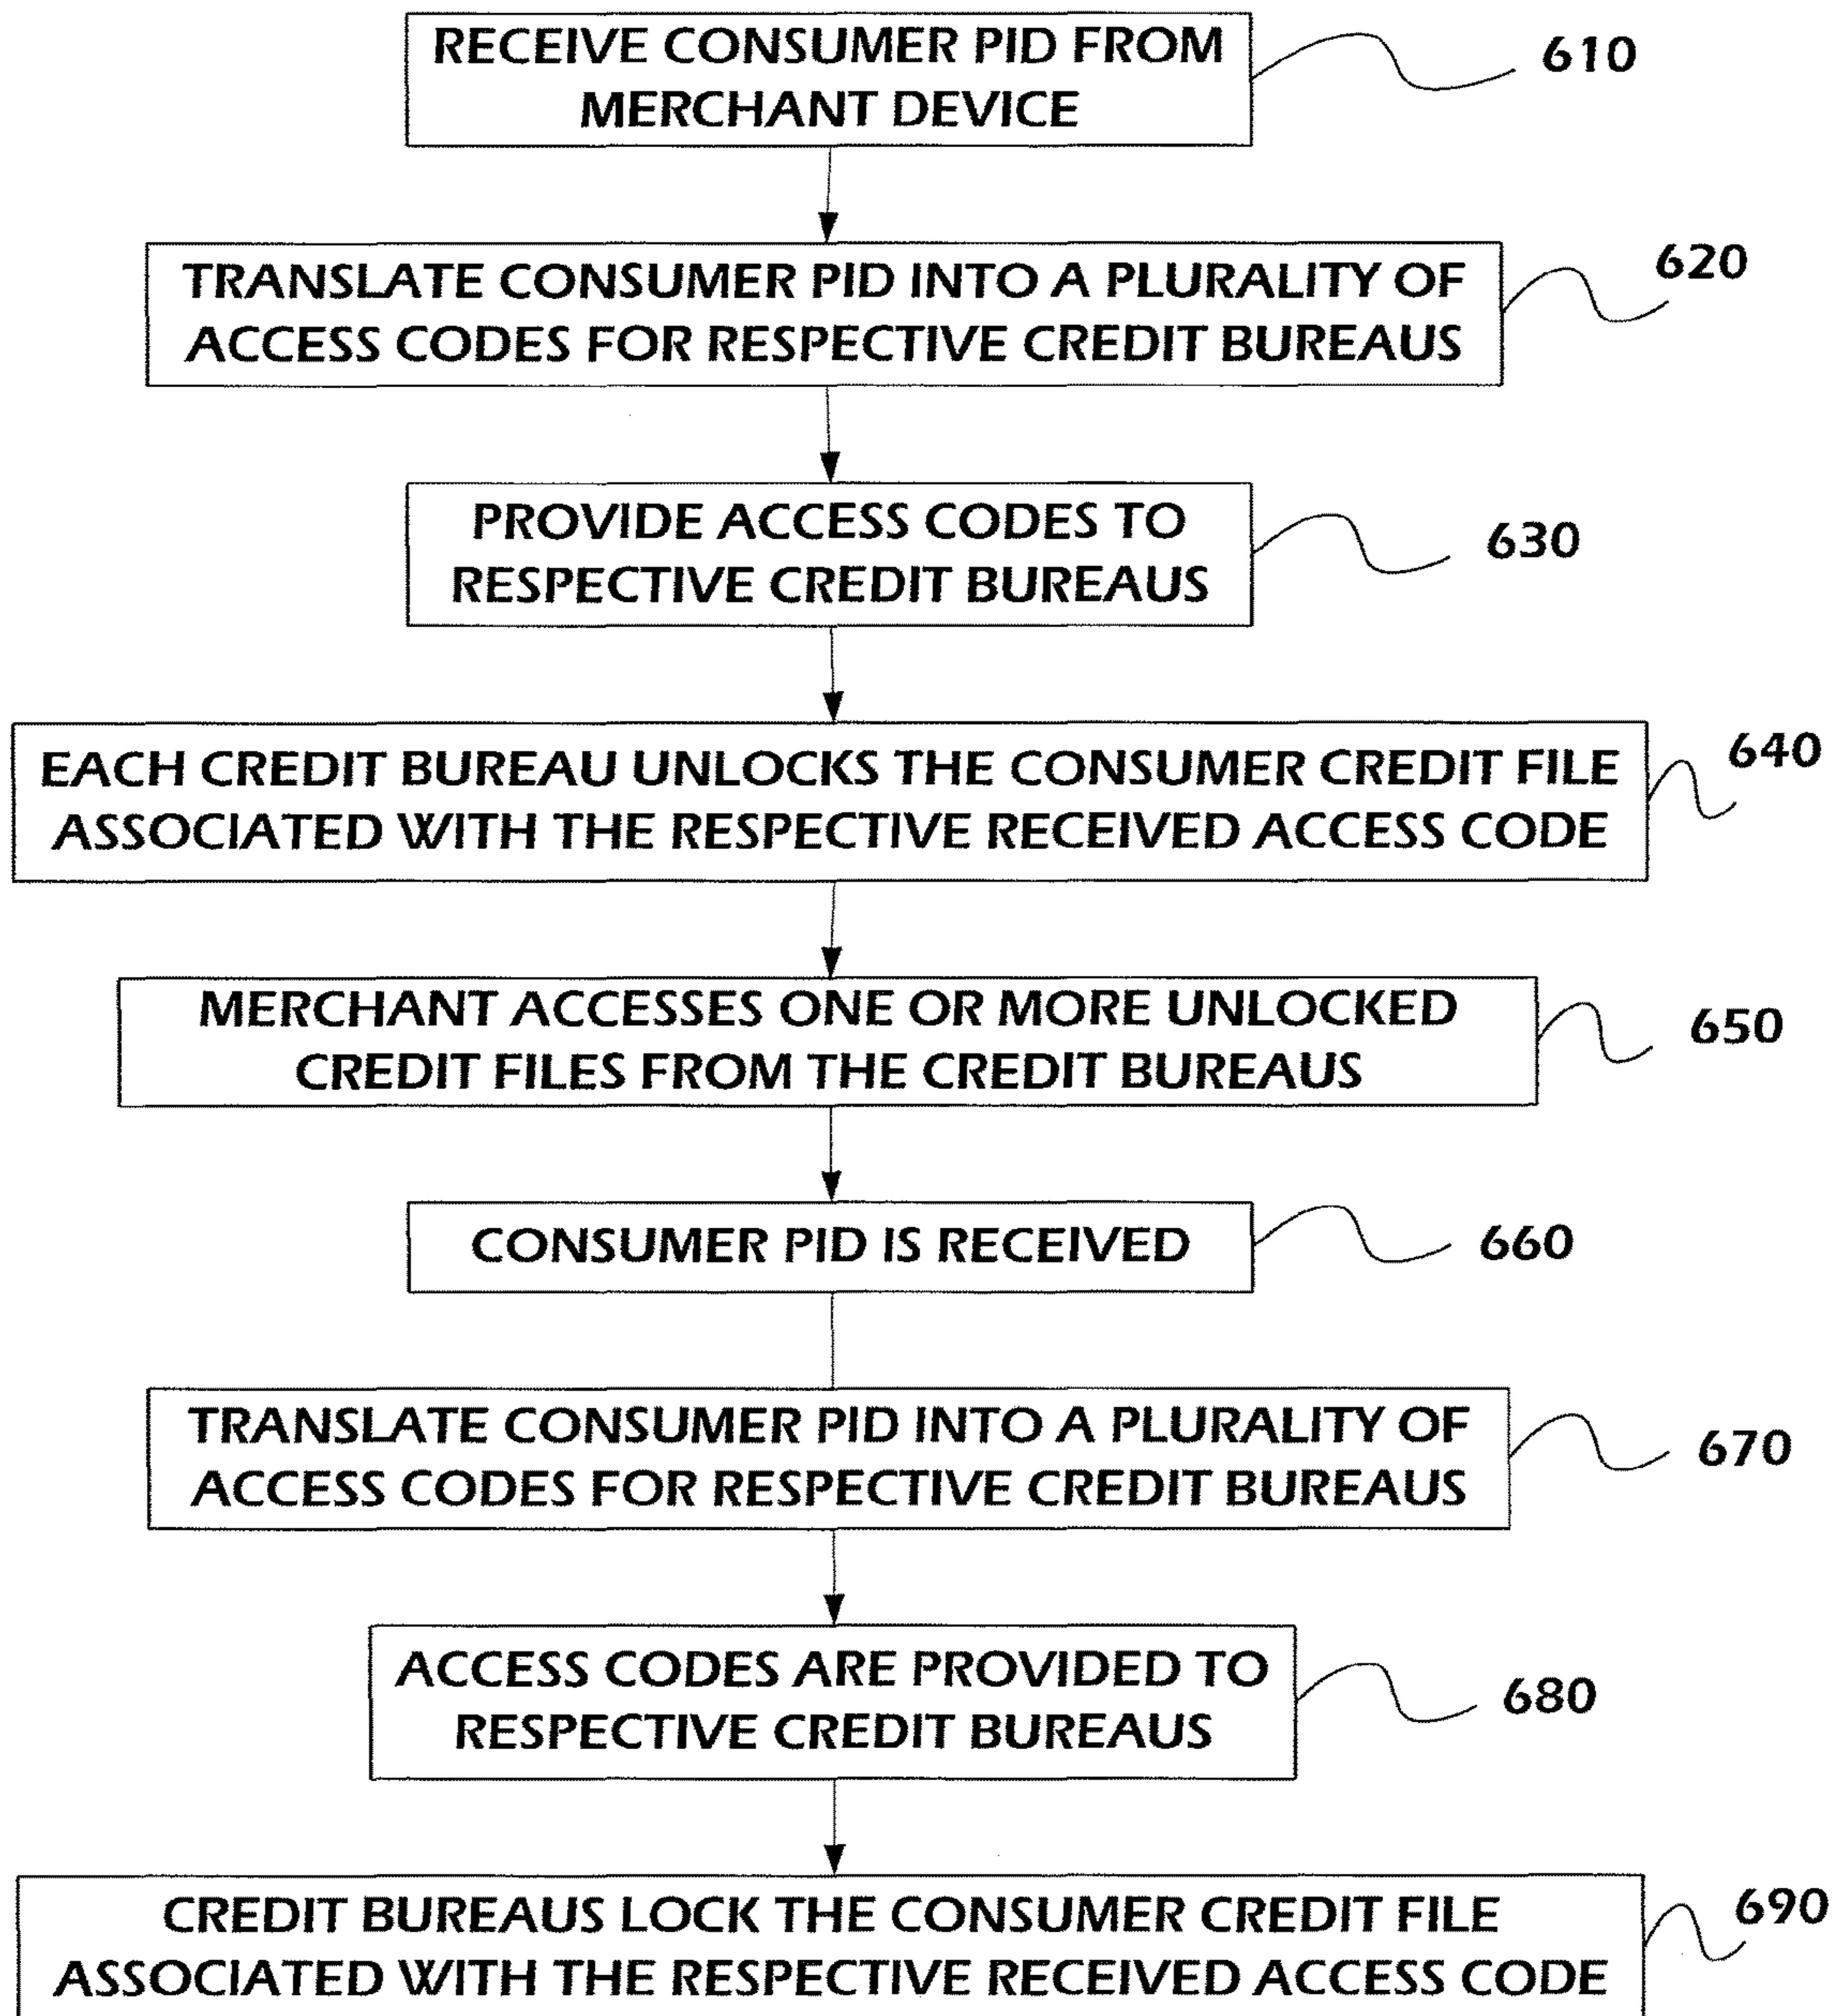 RECEIVE CONSUMER PID FROM
MERCHANT DEVICE
610
TRANSLATE CONSUMER PID INTO A PLURALITY OF
ACCESS CODES FOR RESPECTIVE CREDIT BUREAUS
620
PROVIDE ACCESS CODES TO
RESPECTIVE CREDIT BUREAUS
630
EACH CREDIT BUREAU UNLOCKS THE CONSUMER CREDIT FILE
ASSOCIATED WITH THE RESPECTIVE RECEIVED ACCESS CODE
640
MERCHANT ACCESSES ONE OR MORE UNLOCKED
CREDIT FILES FROM THE CREDIT BUREAUS
650
CONSUMER PID IS RECEIVED
660
TRANSLATE CONSUMER PID INTO A PLURALITY OF
ACCESS CODES FOR RESPECTIVE CREDIT BUREAUS
670
ACCESS CODES ARE PROVIDED TO
RESPECTIVE CREDIT BUREAUS
680
CREDIT BUREAUS LOCK THE CONSUMER CREDIT FILE
ASSOCIATED WITH THE RESPECTIVE RECEIVED ACCESS CODE
690